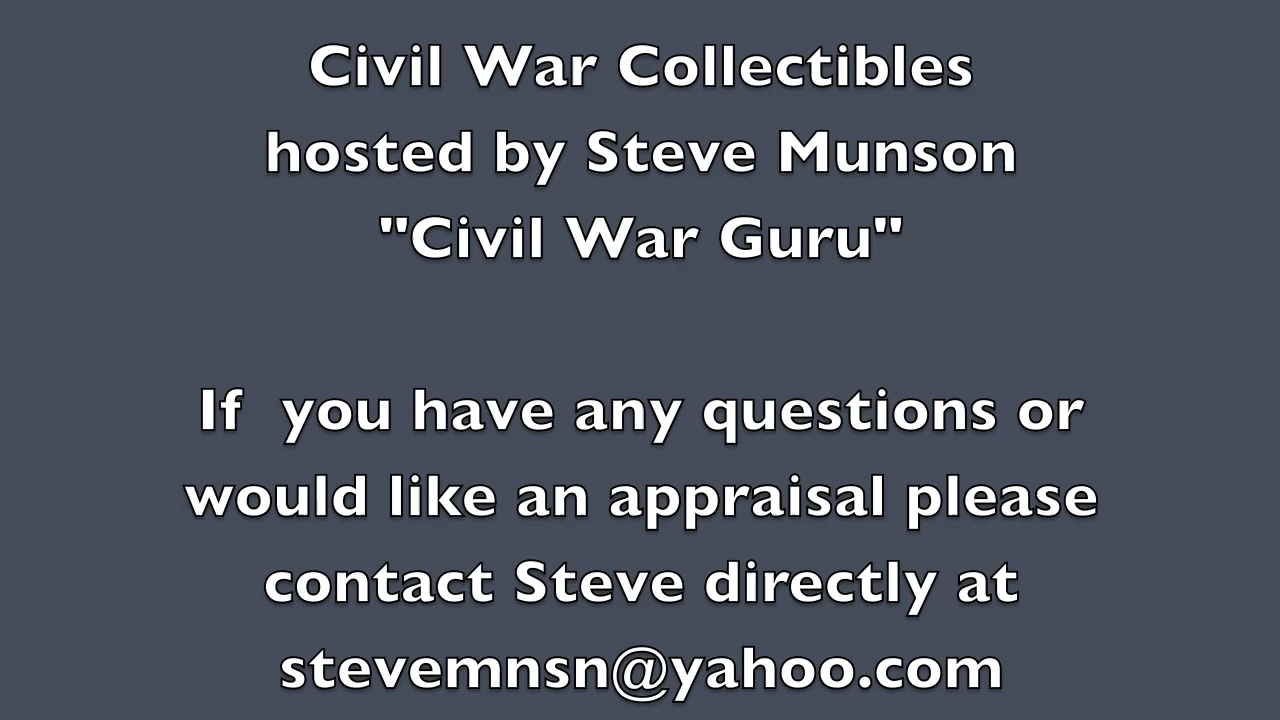 Civil War Collectibles
hosted by Steve Munson
"Civil War Guru"
If  you have any questions or
would like an appraisal please
contact Steve directly at
stevemnsn@yahoo.com